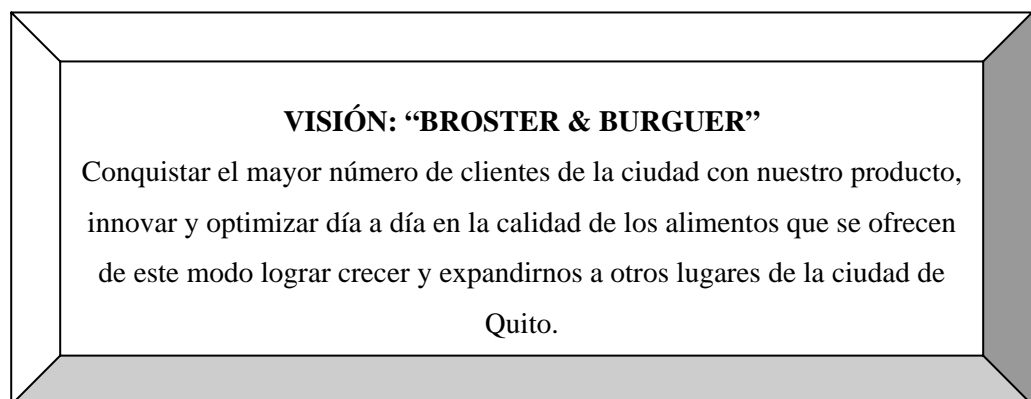 VISIÓN: “BROSTER & BURGUER”
Conquistar el mayor número de clientes de la ciudad con nuestro producto,
innovar y optimizar día a día en la calidad de los alimentos que se ofrecen
de este modo lograr crecer y expandirnos a otros lugares de la ciudad de
Quito.